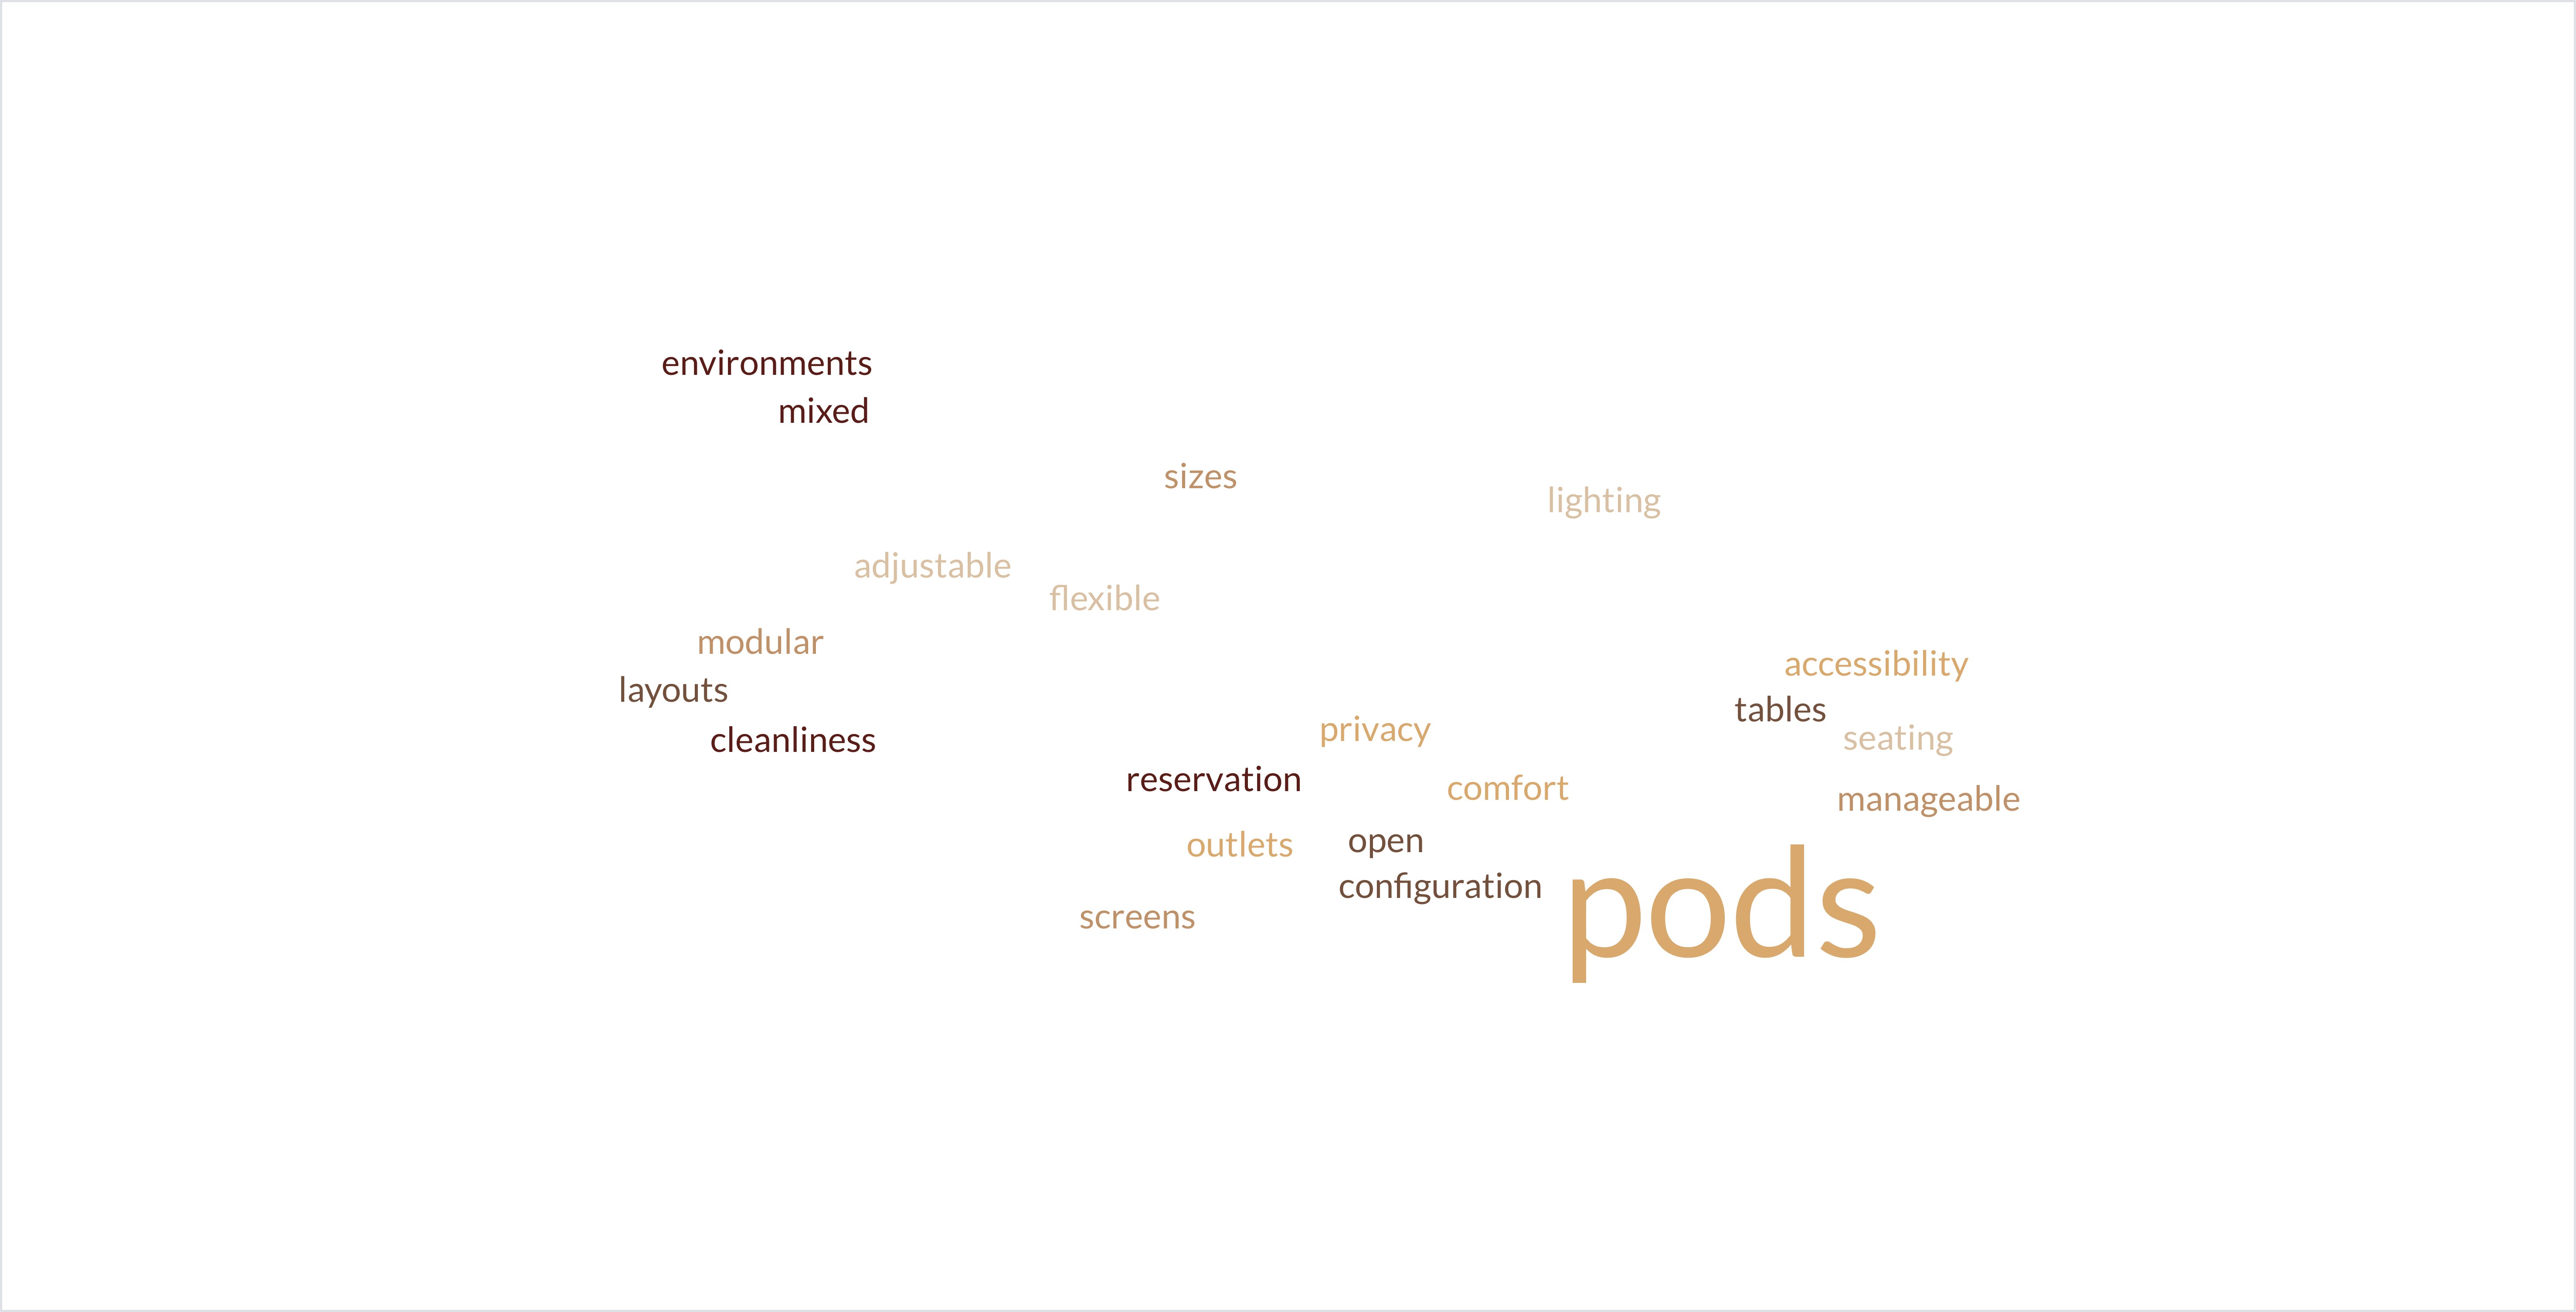 environments
mixed
sizes
lighting
adjustable
flexible
modular
accessibility
layouts
tables
privacy
seating
cleanliness
reservation
comfort
manageable
open
outlets
configuration
pods
screens